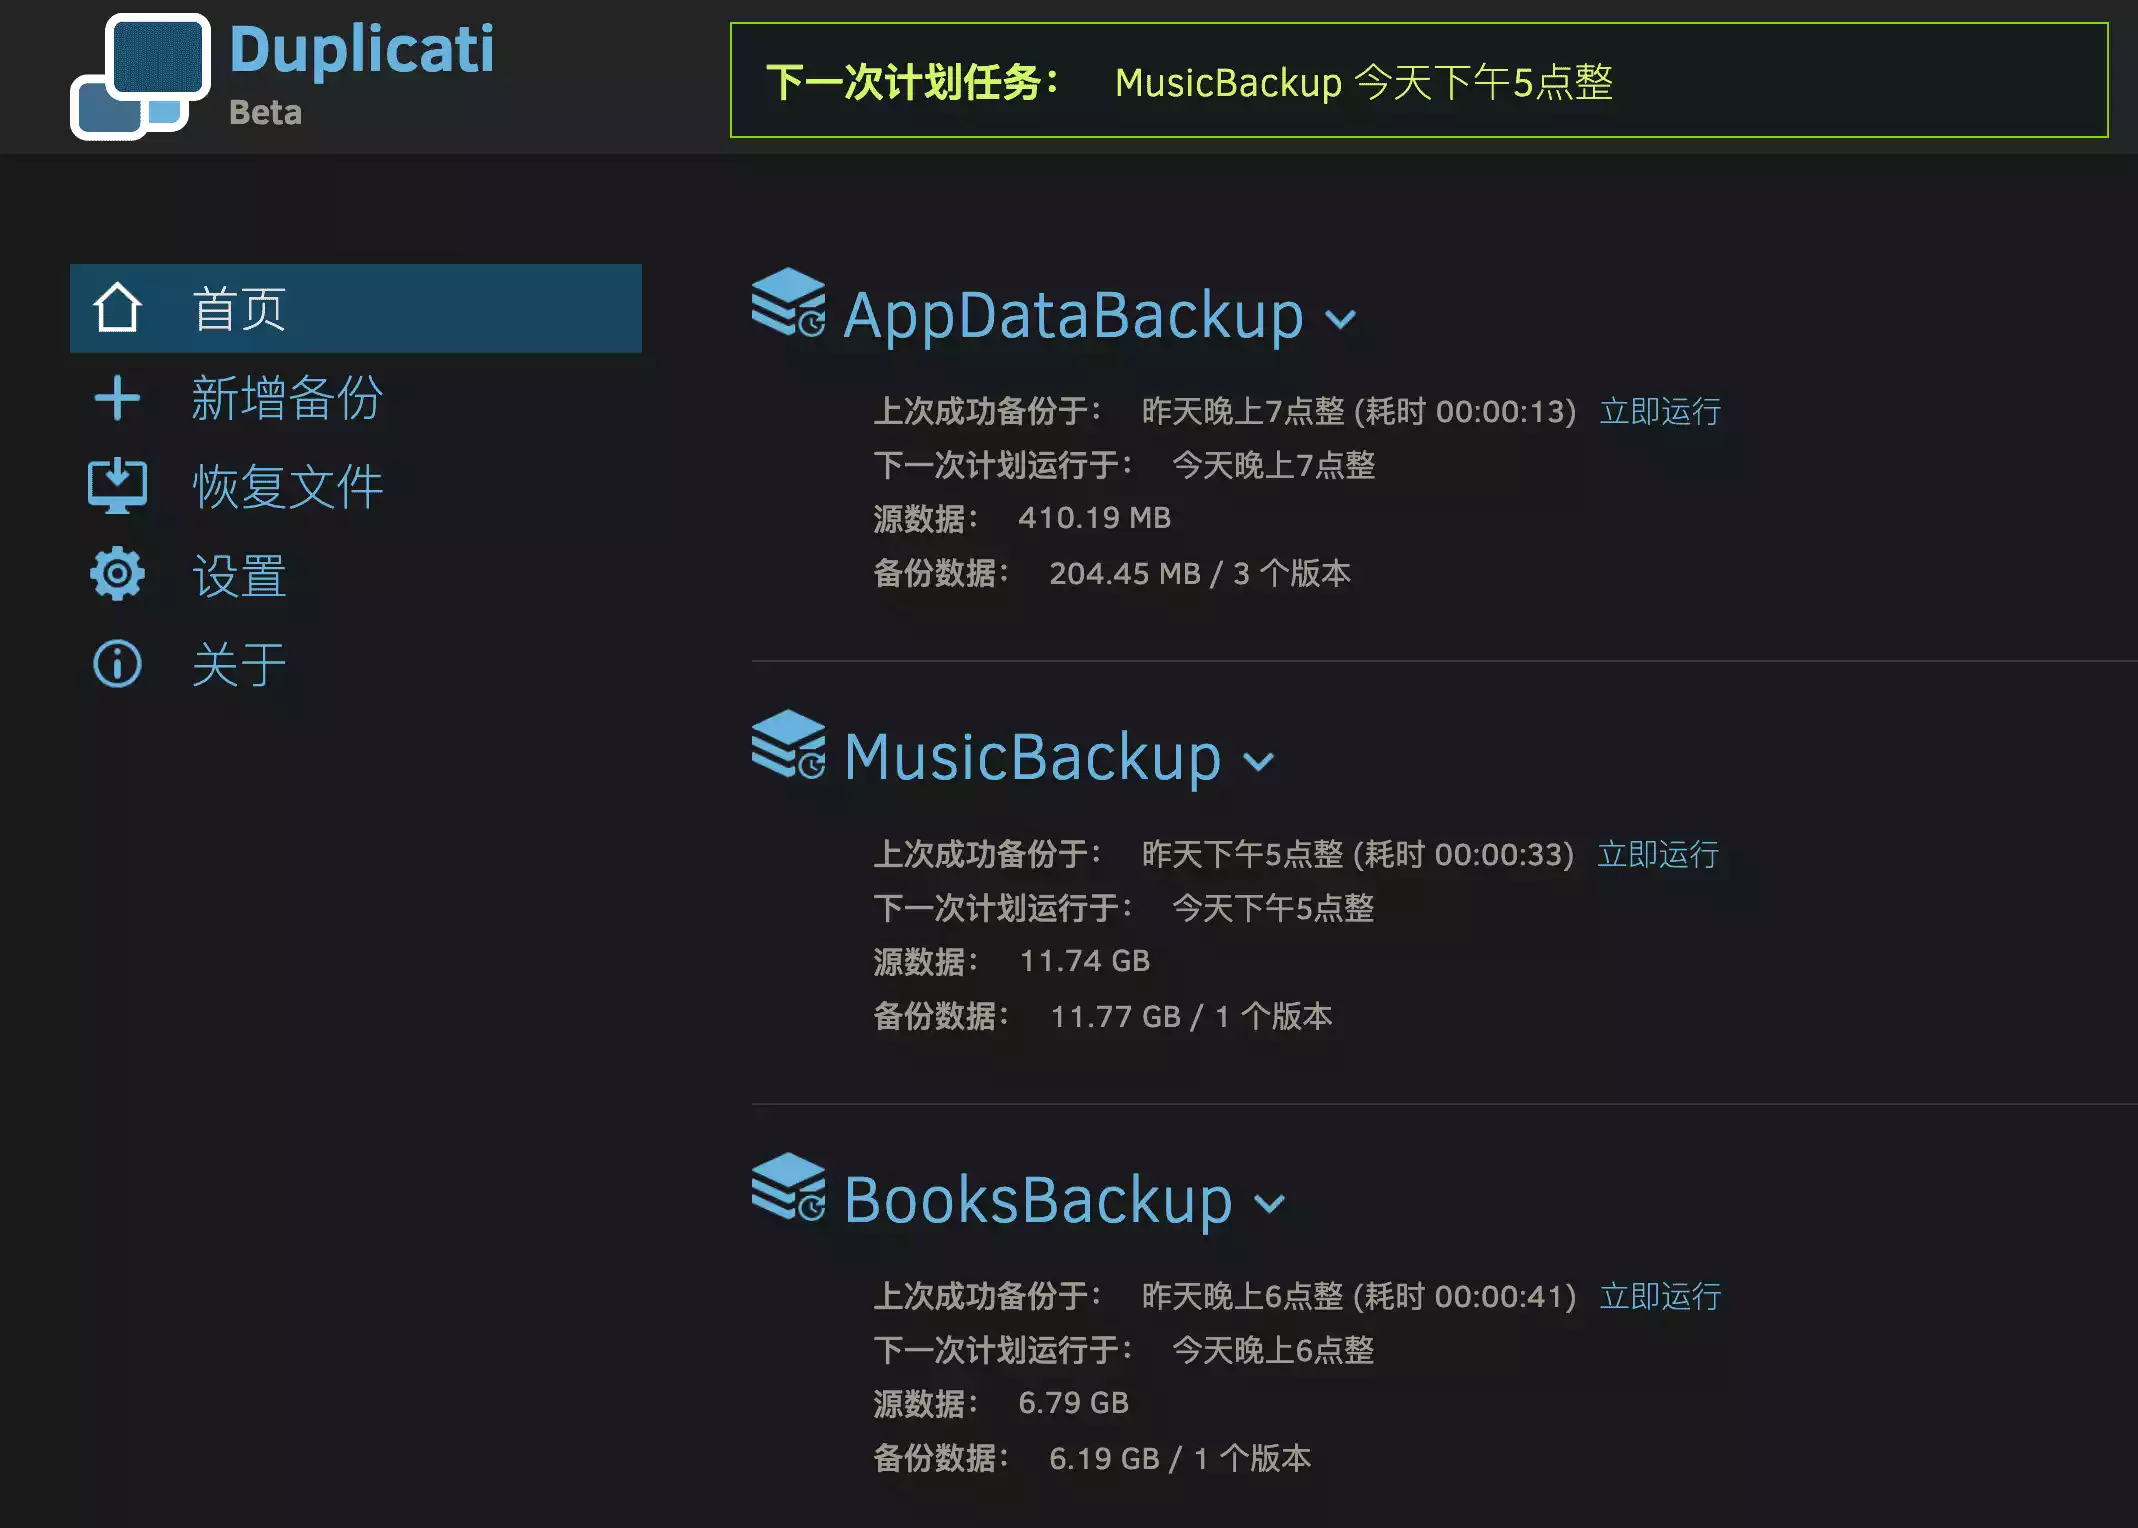 Duplicati
Beta
下一次计划任务： MusicBackup 今天下午5点整
首页
新增备份
恢复文件
设置
关于
AppDataBackup
上次成功备份于： 昨天晚上7点整 (耗时 00:00:13) 立即运行
下一次计划运行于： 今天晚上7点整
源数据： 410.19 MB
备份数据： 204.45 MB / 3 个版本
MusicBackup
上次成功备份于： 昨天下午5点整 (耗时 00:00:33) 立即运行
下一次计划运行于： 今天下午5点整
源数据： 11.74 GB
备份数据： 11.77 GB / 1 个版本
BooksBackup
上次成功备份于： 昨天晚上6点整 (耗时 00:00:41) 立即运行
下一次计划运行于： 今天晚上6点整
源数据： 6.79 GB
备份数据： 6.19 GB / 1 个版本